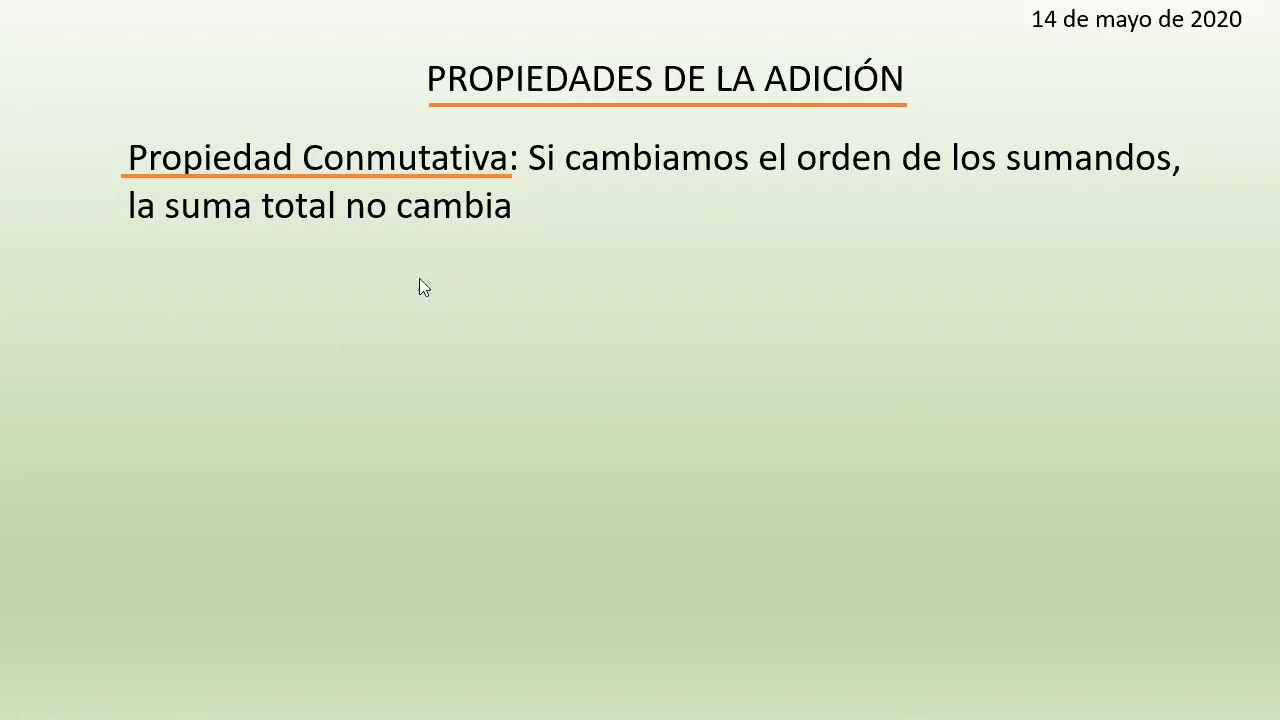 14 de mayo de 2020
PROPIEDADES DE LA ADICIÓN
Propiedad Conmutativa: Si cambiamos el orden de los sumandos,
la suma total no cambia